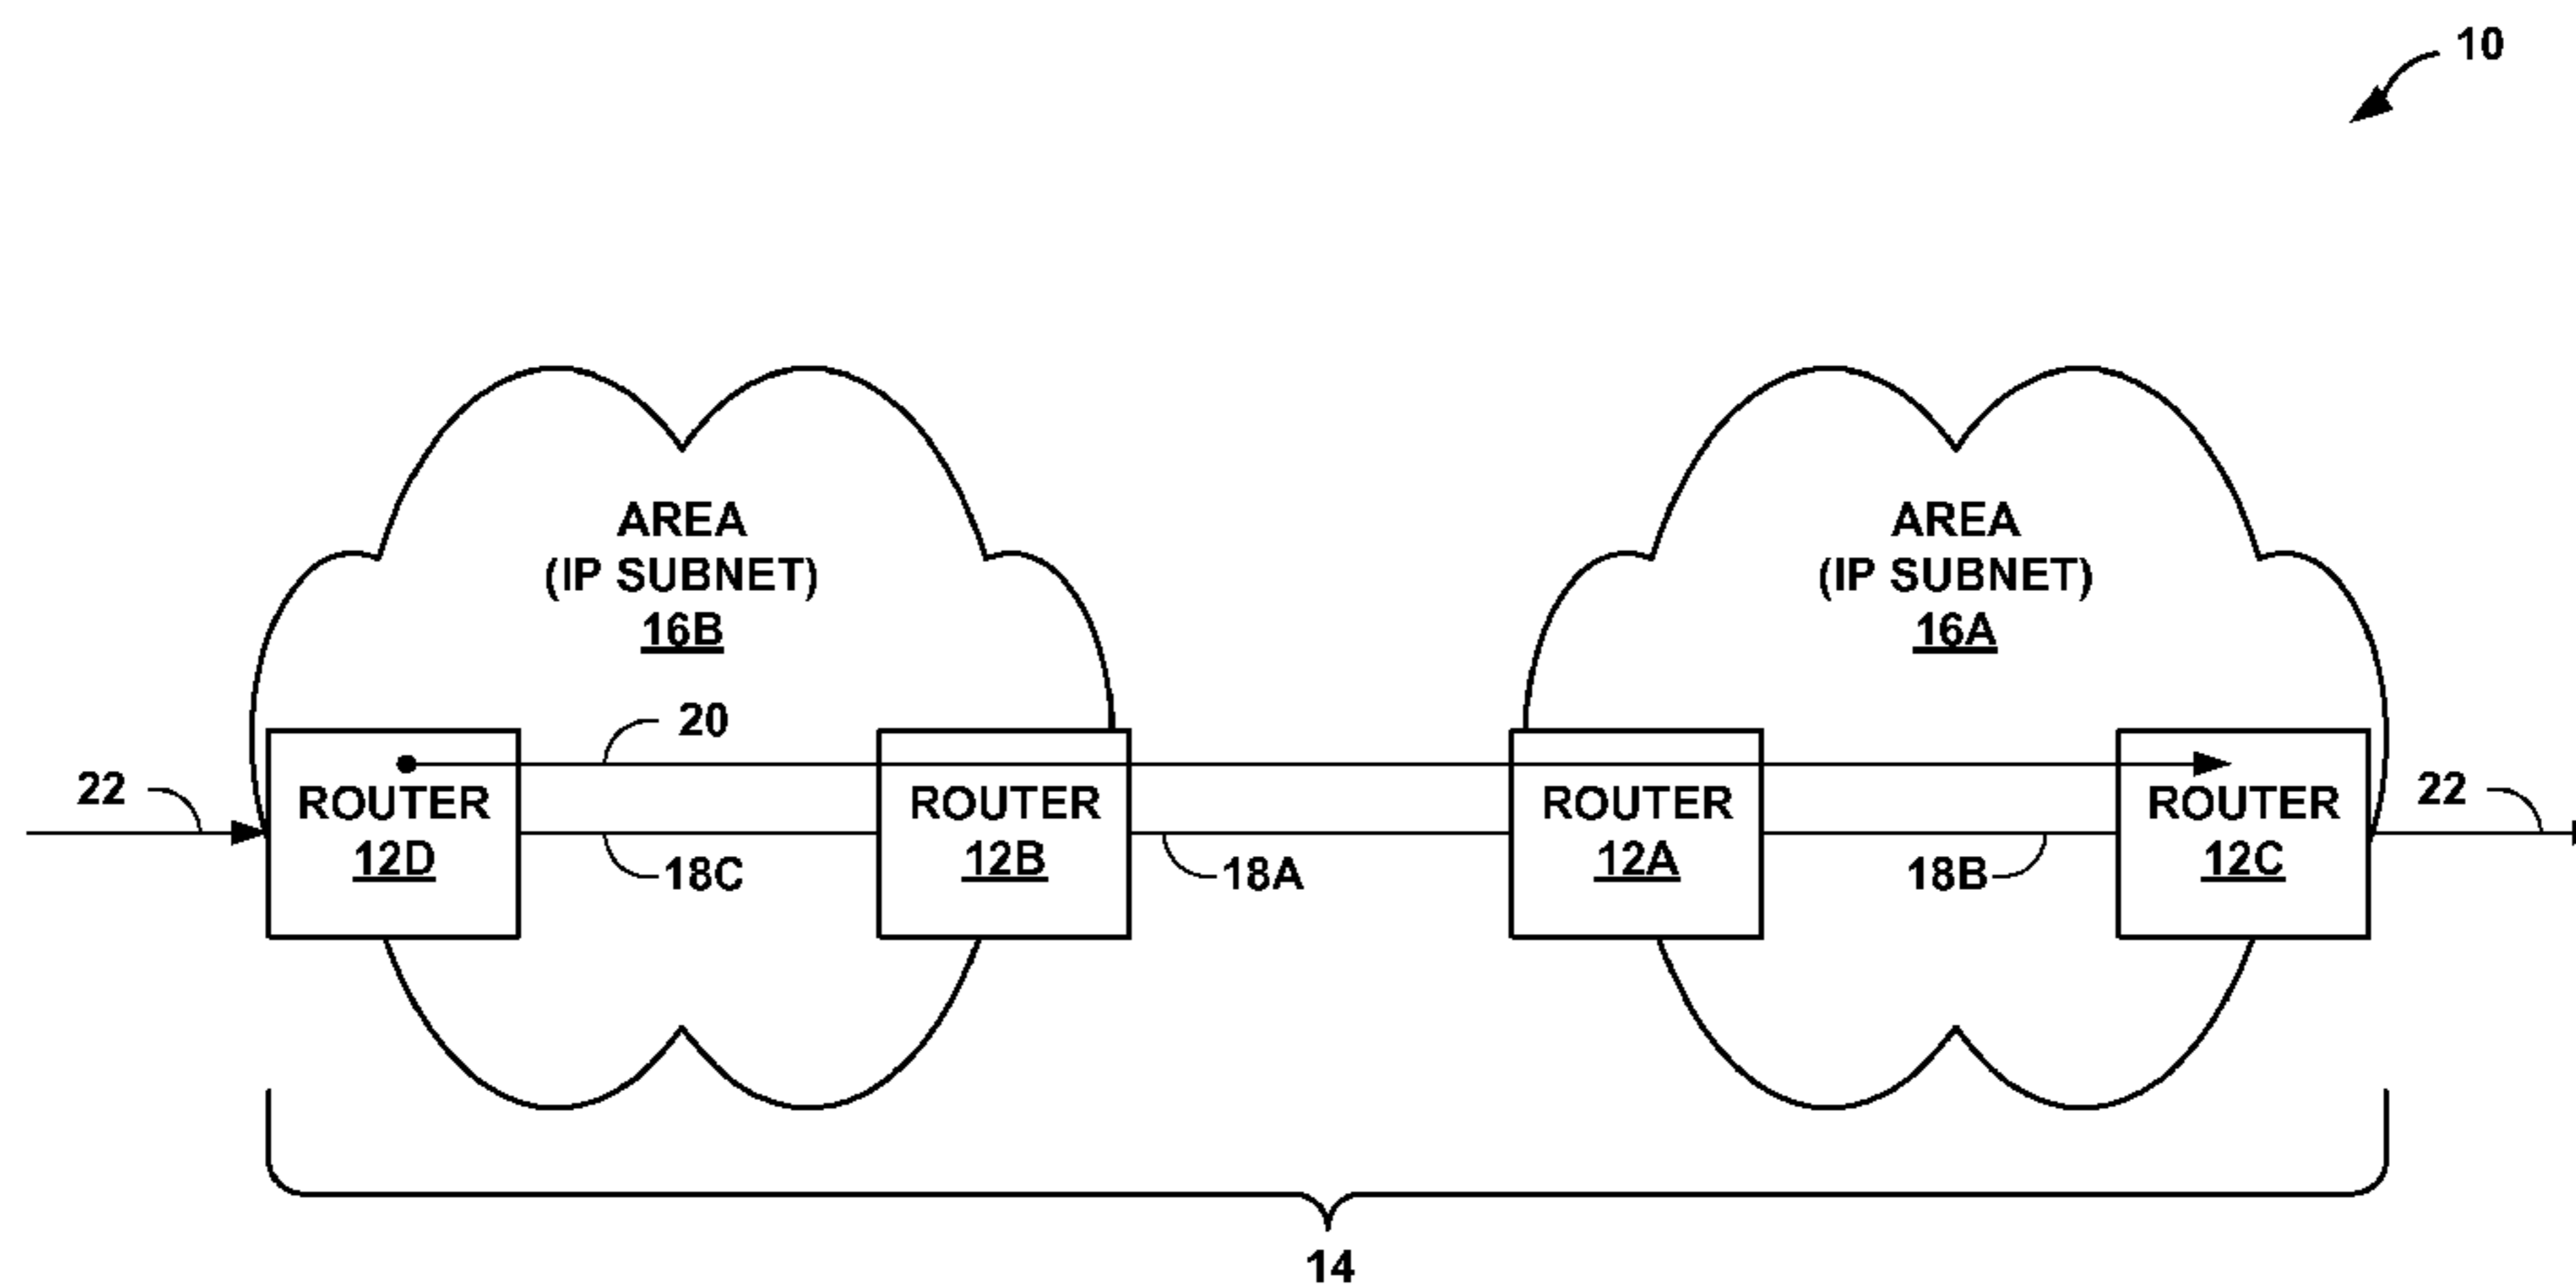 10
AREA
(IP SUBNET)
16B
AREA
(IP SUBNET)
16A
20
22
ROUTER
12D
18C
ROUTER
12B
18A
ROUTER
12A
18B
ROUTER
12C
22
14